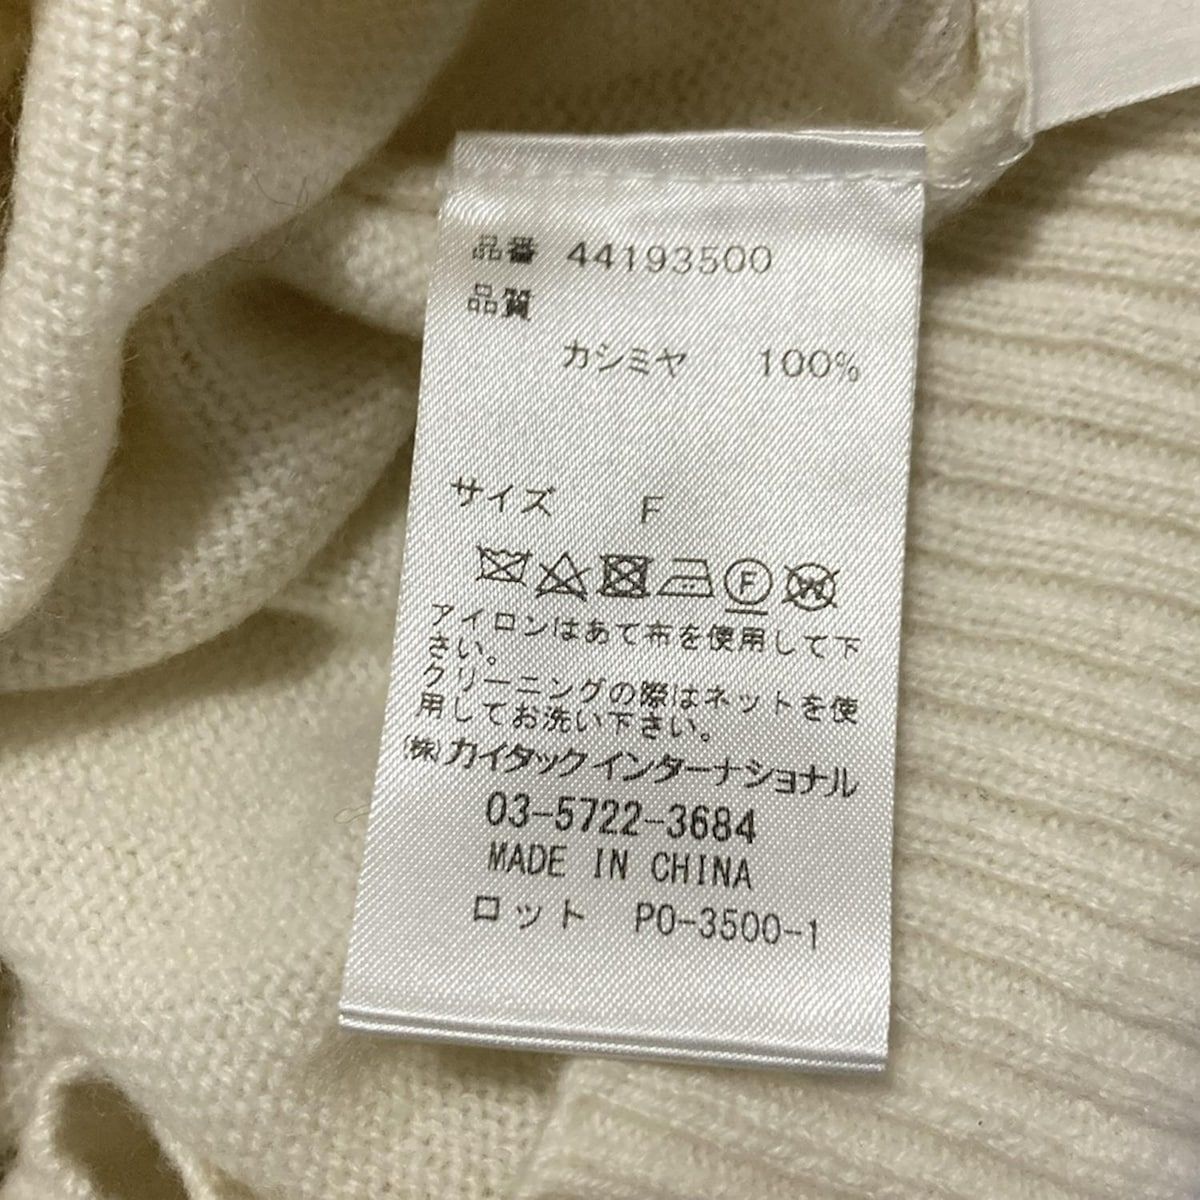 品番 44193500
品質
カシミヤ 100%
サイズ F
F W
アイロンはあて布を使用して下
さい。
クリーニングの際はネットを使
用してお洗い下さい。
(株)カイタックインターナショナル
03-5722-3684
MADE IN CHINA
ロット PO-3500-1